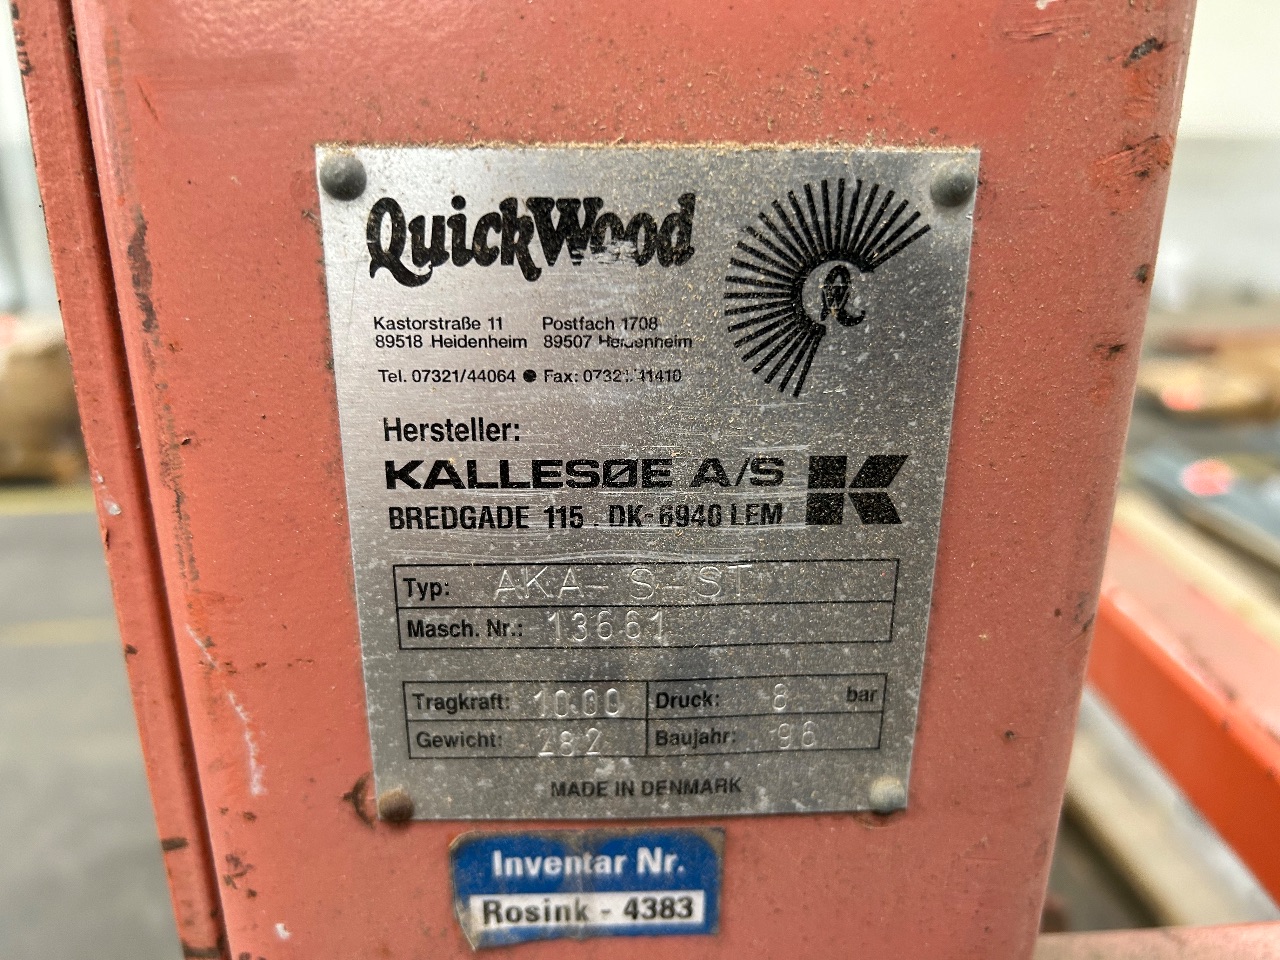 QuickWood
Kastorstraße 11 Postfach 1708
89518 Heidenheim 89507 Heidenheim
Tel. 07321/44064 ● Fax: 07321/41410
Hersteller:
KALLESØE A/S
BREDGADE 115 . DK-6940 LEM
Typ: AKA-S-ST
Masch. Nr.: 13661
Tragkraft: 1000 Druck: 8 bar
Gewicht: 282 Baujahr: 96
MADE IN DENMARK
Inventar Nr.
Rosink - 4383